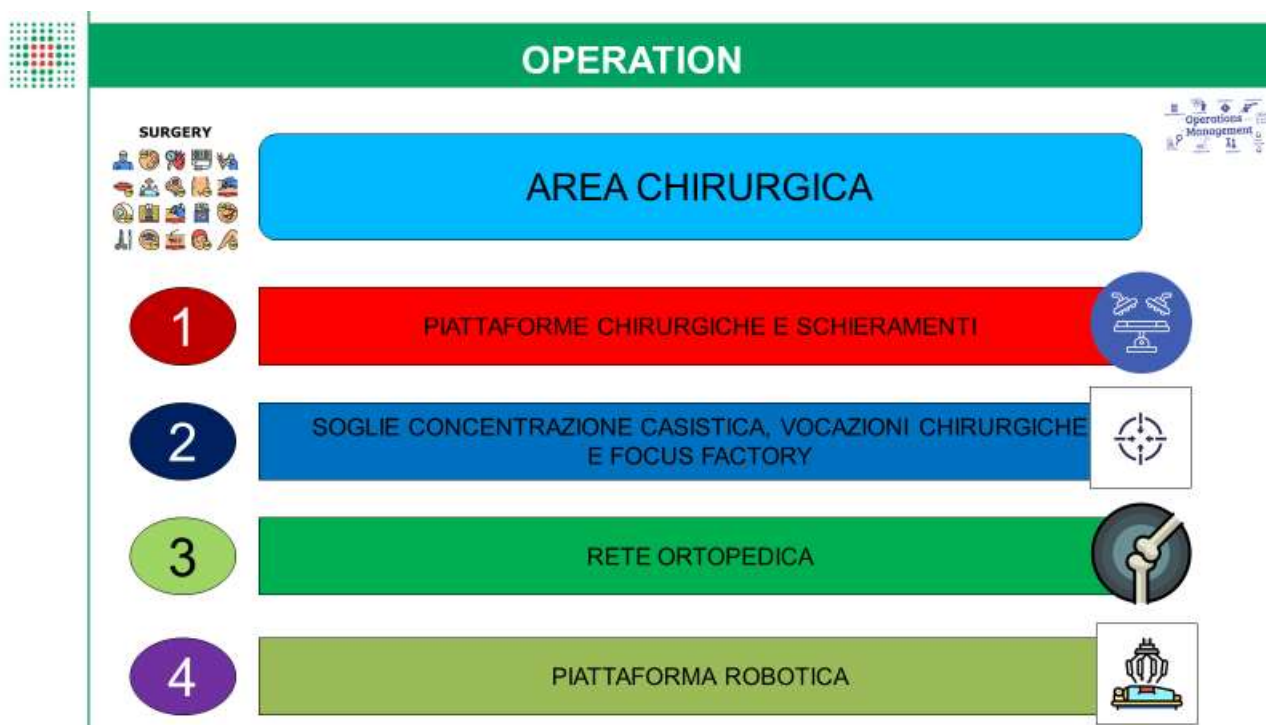 OPERATION
SURGERY
Operations
Management
AREA CHIRURGICA
1
PIATTAFORME CHIRURGICHE E SCHIERAMENTI
2
SOGLIE CONCENTRAZIONE CASISTICA, VOCAZIONI CHIRURGICHE
E FOCUS FACTORY
3
RETE ORTOPEDICA
4
PIATTAFORMA ROBOTICA